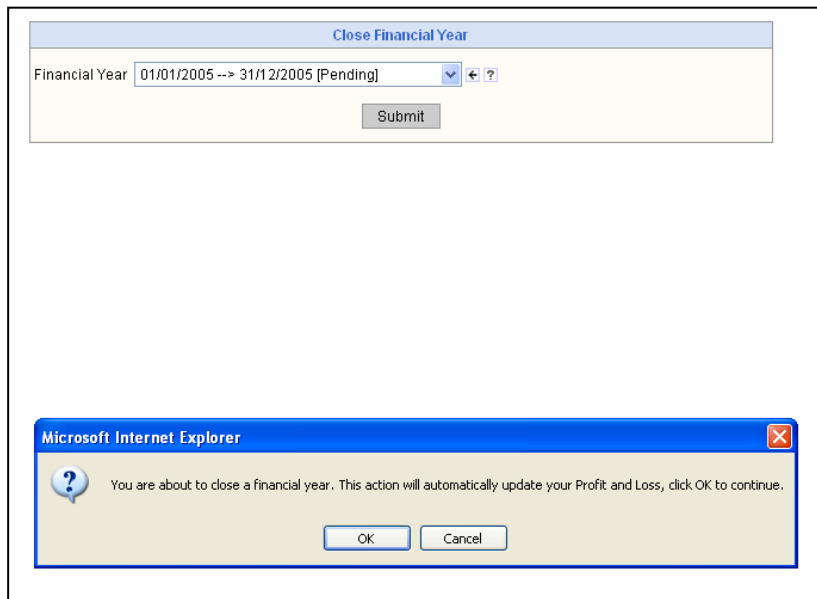 Close Financial Year
Financial Year 01/01/2005 --> 31/12/2005 [Pending] ?
Submit
Microsoft Internet Explorer
You are about to close a financial year. This action will automatically update your Profit and Loss, click OK to continue.
OK Cancel